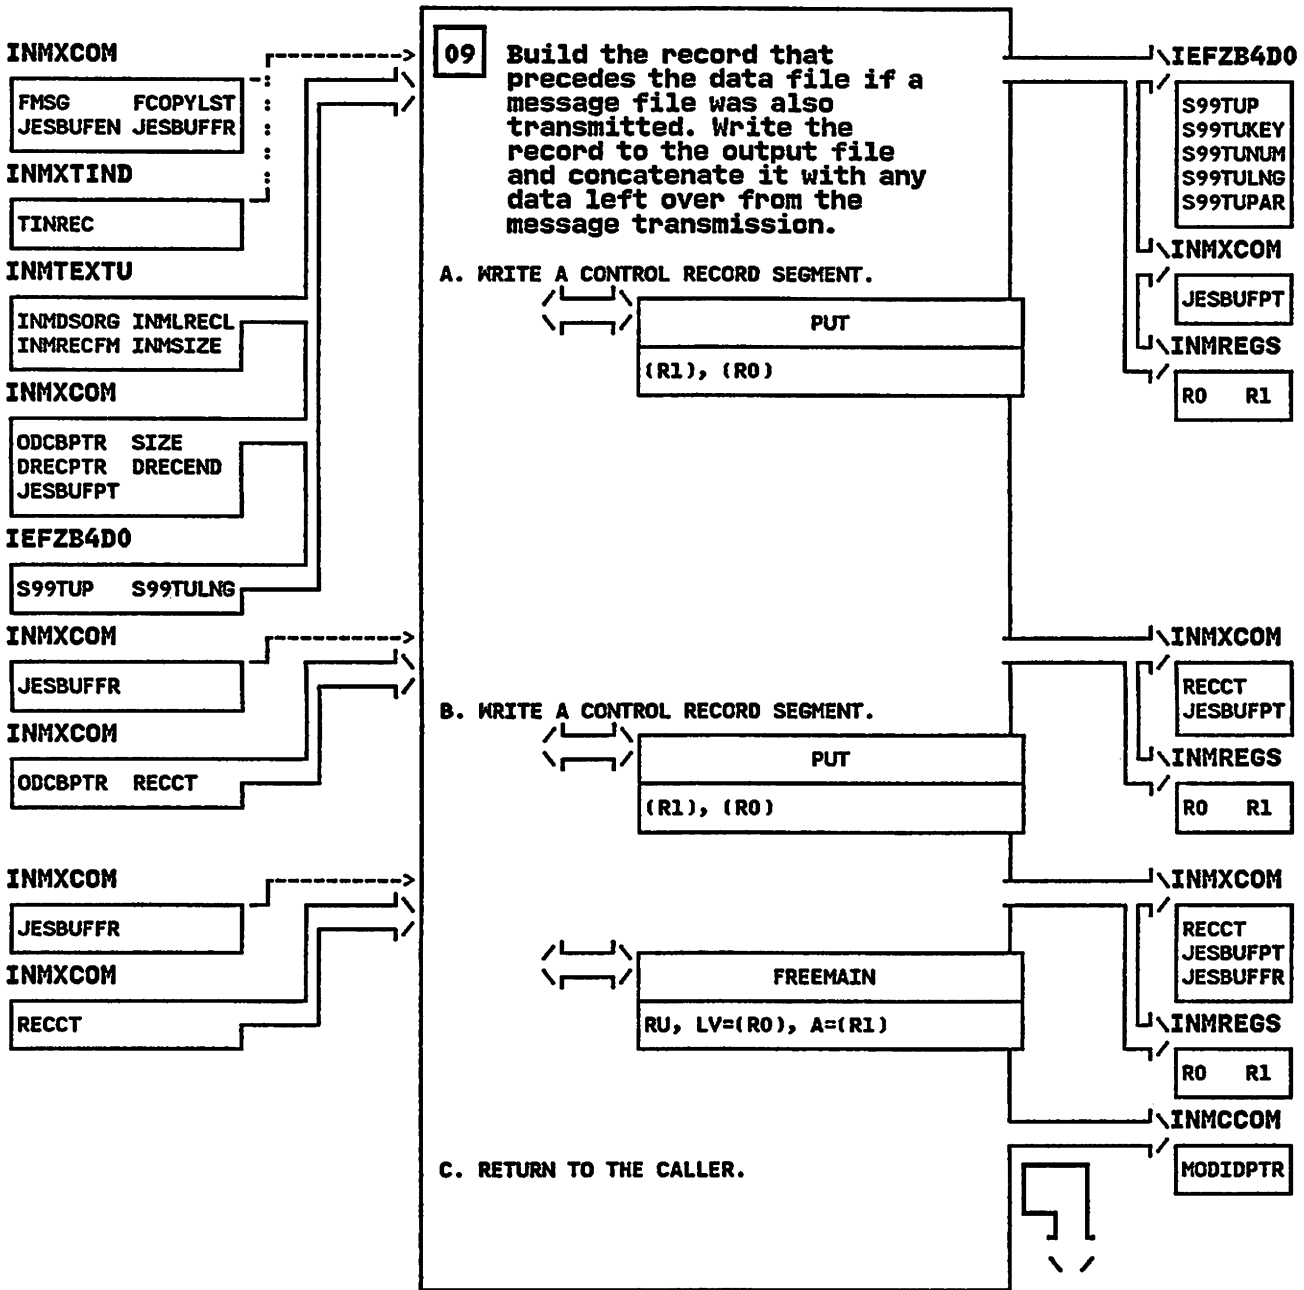 INMXCOM
FMSG FCOPYLST
JESBUFEN JESBUFFR
INMXTIND
TINREC
INMTEXTU
INMDSORG INMLRECL
INMRECFM INMSIZE
INMXCOM
ODCBPTR SIZE
DRECPTR DRECEND
JESBUFPT
IEFZB4D0
S99TUP S99TULNG
INMXCOM
JESBUFFR
INMXCOM
ODCBPTR RECCT
INMXCOM
JESBUFFR
INMXCOM
RECCT
09 Build the record that
precedes the data file if a
message file was also
transmitted. Write the
record to the output file
and concatenate it with any
data left over from the
message transmission.
A. WRITE A CONTROL RECORD SEGMENT.
PUT
(R1), (R0)
B. WRITE A CONTROL RECORD SEGMENT.
PUT
(R1), (R0)
FREEMAIN
RU, LV=(R0), A=(R1)
C. RETURN TO THE CALLER.
IEFZB4D0
S99TUP
S99TUKEY
S99TUNUM
S99TULNG
S99TUPAR
INMXCOM
JESBUFPT
INMREGS
R0 R1
INMXCOM
RECCT
JESBUFPT
INMREGS
R0 R1
INMXCOM
RECCT
JESBUFPT
JESBUFFR
INMREGS
R0 R1
INMCCOM
MODIDPTR